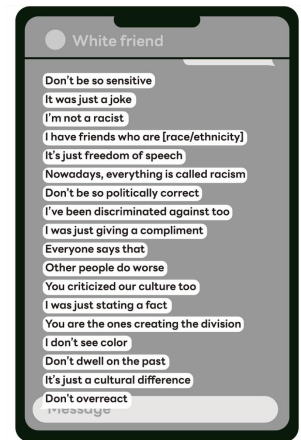 White friend
Don't be so sensitive
It was just a joke
I'm not a racist
I have friends who are [race/ethnicity]
It's just freedom of speech
Nowadays, everything is called racism
Don't be so politically correct
I've been discriminated against too
I was just giving a compliment
Everyone says that
Other people do worse
You criticized our culture too
I was just stating a fact
You are the ones creating the division
I don't see color
Don't dwell on the past
It's just a cultural difference
Don't overreact
Message